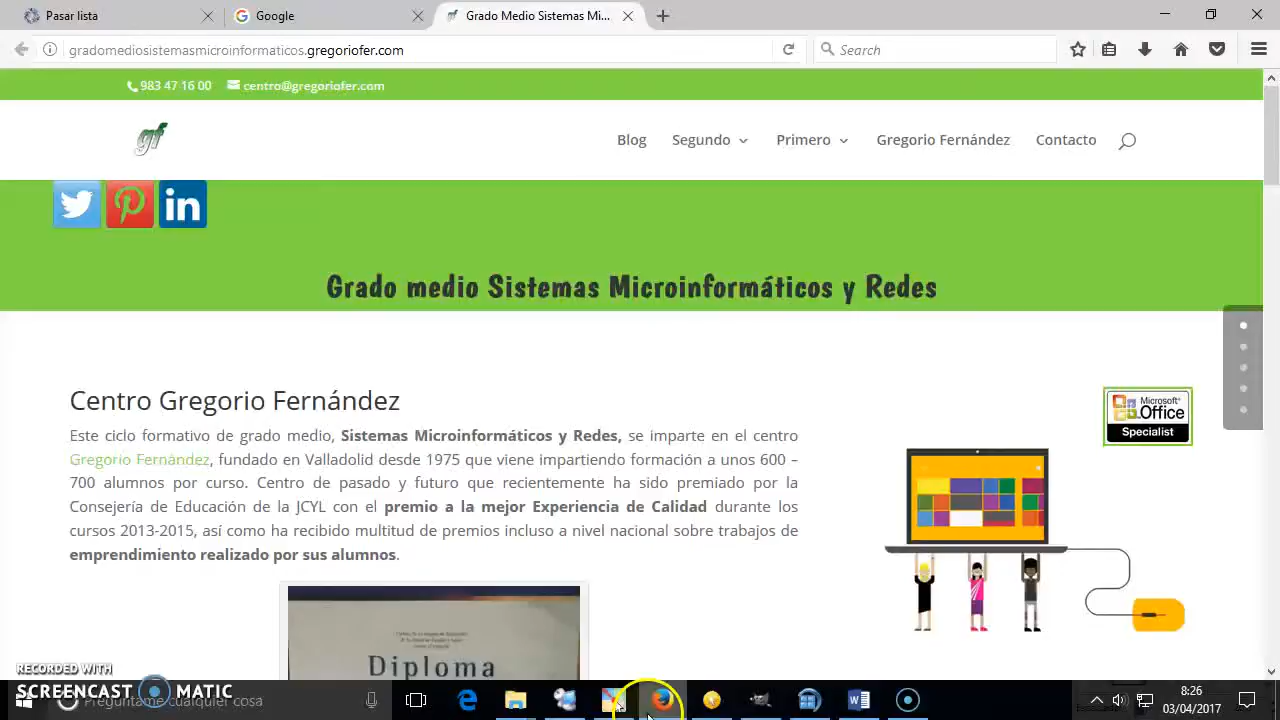 Para lista
Google
Grado Medio Sistemas Mi...
gradomediosistemasmicroinformaticos.gregoriofer.com
Search
983 47 16 00
centro@gregoriofer.com
gf
Blog
Segundo
Primero
Gregorio Fernández
Contacto
in
Grado medio Sistemas Microinformáticos y Redes
Centro Gregorio Fernández
Este ciclo formativo de grado medio, Sistemas Microinformáticos y Redes, se imparte en el centro
Gregorio Fernández, fundado en Valladolid desde 1975 que viene impartiendo formación a unos 600 –
700 alumnos por curso. Centro de pasado y futuro que recientemente ha sido premiado por la
Consejería de Educación de la JCYL con el premio a la mejor Experiencia de Calidad durante los
cursos 2013-2015, así como ha recibido multitud de premios incluso a nivel nacional sobre trabajos de
emprendimiento realizado por sus alumnos.
Microsoft®
Office
Specialist
Diploma
RECORDED WITH
SCREENCAST MATIC
Pregúntame cualquier cosa
8:26
03/04/2017